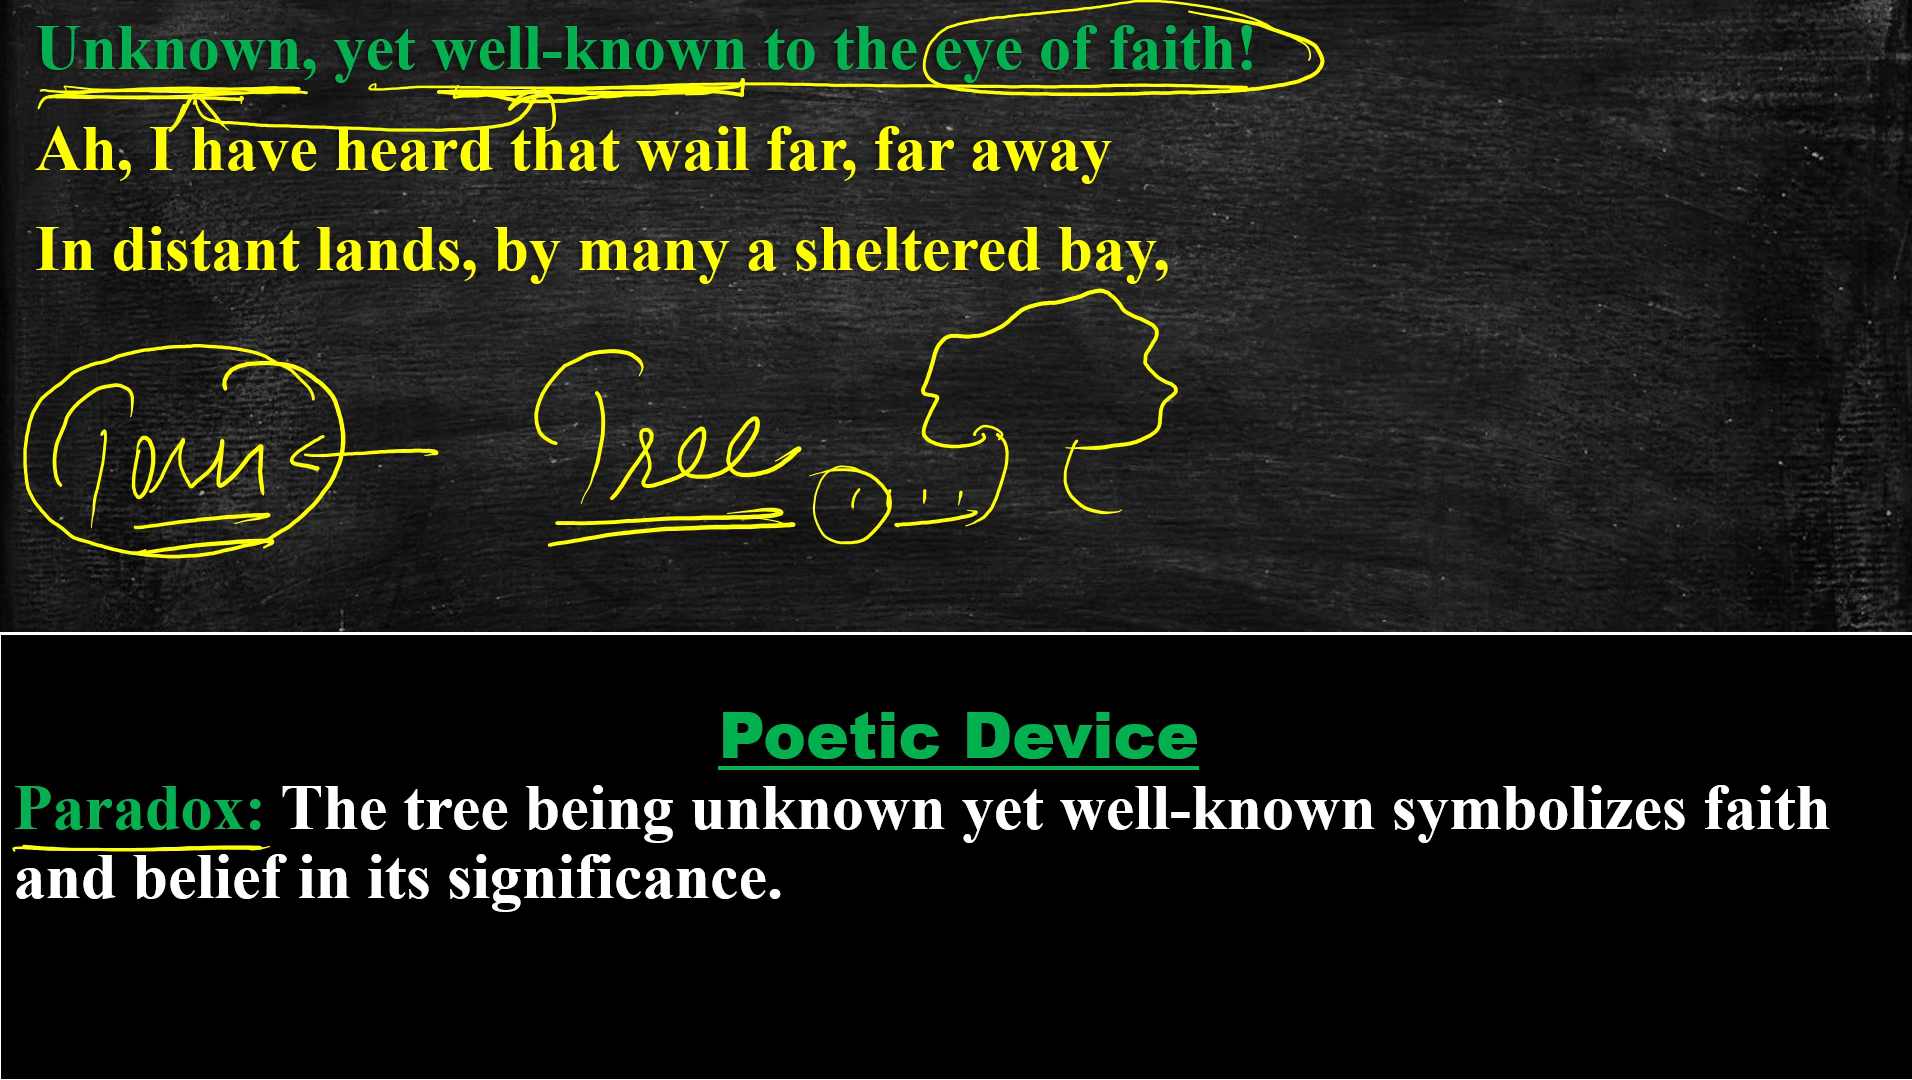 Unknown, yet well-known to the eye of faith!
Ah, I have heard that wail far, far away
In distant lands, by many a sheltered bay,
Tree
Poetic Device
Paradox: The tree being unknown yet well-known symbolizes faith
and belief in its significance.